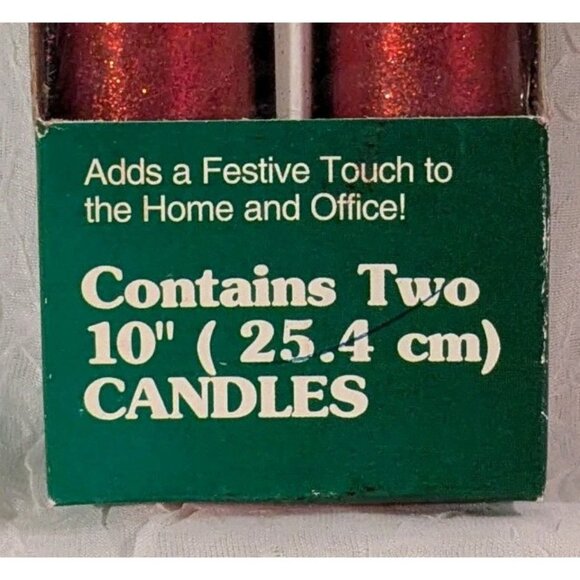 Adds a Festive Touch to
the Home and Office!
Contains Two
10" ( 25.4 cm)
CANDLES